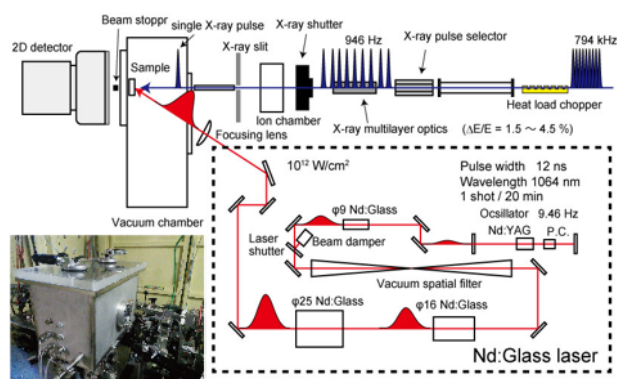 Beam stoppr
single X-ray pulse
X-ray slit
X-ray shutter
946 Hz
X-ray pulse selector
794 kHz
2D detector
Sample
Ion chamber
X-ray multilayer optics
Heat load chopper
(ΔE/E = 1.5 ～ 4.5 %)
Focusing lens
Vacuum chamber
10¹² W/cm²
Pulse width 12 ns
Wavelength 1064 nm
1 shot / 20 min
Ocsillator 9.46 Hz
Nd:YAG
P.C.
φ9 Nd:Glass
Laser
shutter
Beam damper
Vacuum spatial filter
φ25 Nd:Glass
φ16 Nd:Glass
Nd:Glass laser